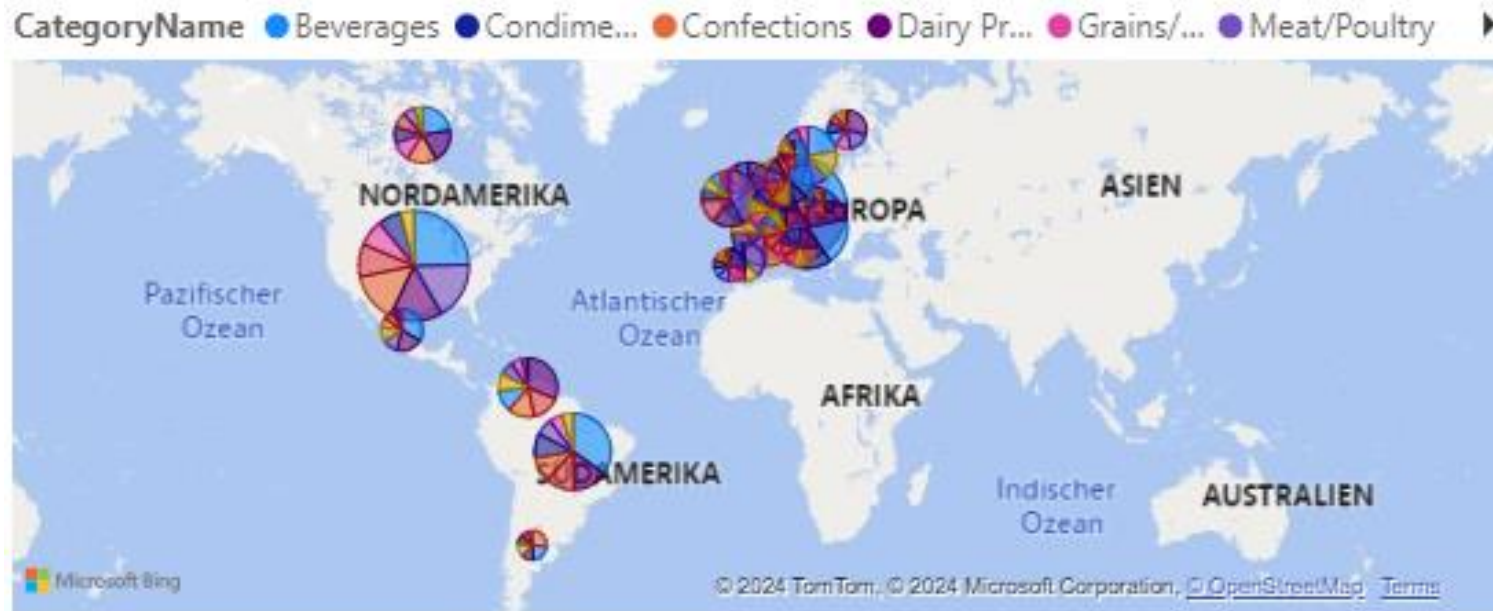 CategoryName Beverages Condime... Confections Dairy Pr... Grains/... Meat/Poultry
NORDAMERIKA
ASIEN
ROPA
Pazifischer
Ozean
Atlantischer
Ozean
AFRIKA
SÜDAMERIKA
Indischer
Ozean
AUSTRALIEN
Microsoft Bing
© 2024 TomTom, © 2024 Microsoft Corporation, © OpenStreetMap Terms